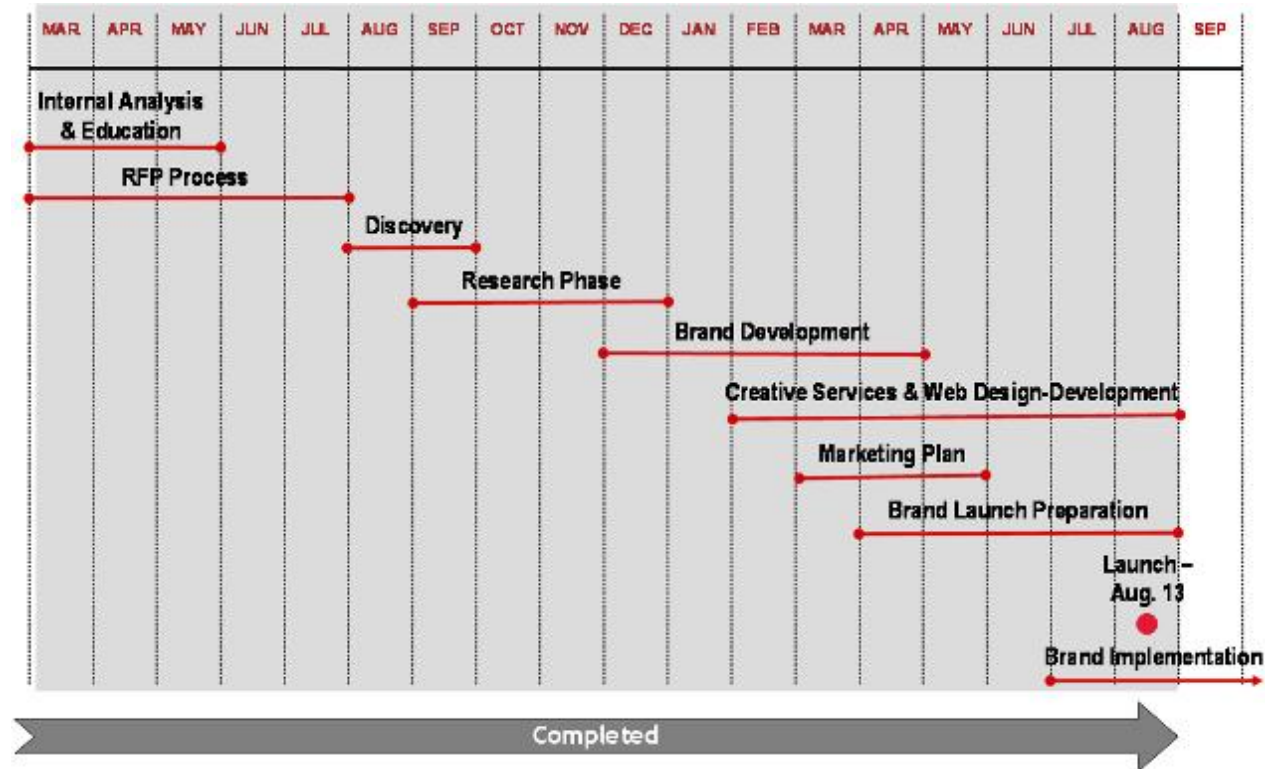 MAR APR MAY JUN JUL AUG SEP OCT NOV DEC JAN FEB MAR APR MAY JUN JUL AUG SEP
Internal Analysis
& Education
RFP Process
Discovery
Research Phase
Brand Development
Creative Services & Web Design-Development
Marketing Plan
Brand Launch Preparation
Launch –
Aug. 13
Brand Implementation
Completed